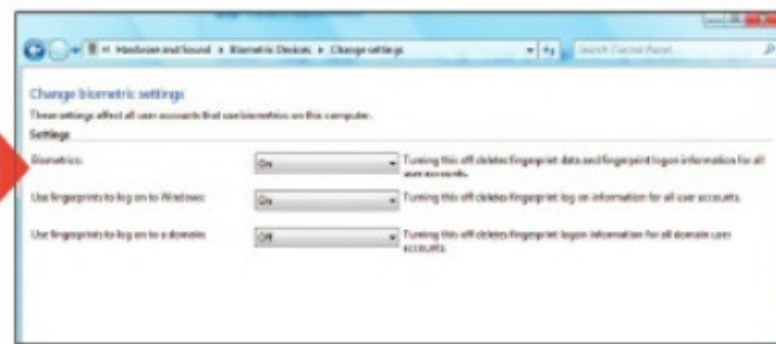 « Hardware and Sound ▸ Biometric Devices ▸ Change settings
Search Control Panel
Change biometric settings
These settings affect all user accounts that use biometrics on this computer.
Settings
Biometrics:
On
Turning this off deletes fingerprint data and fingerprint logon information for all
user accounts.
Use fingerprints to log on to Windows:
On
Turning this off deletes fingerprint log on information for all user accounts.
Use fingerprints to log on to a domain:
Off
Turning this off deletes fingerprint logon information for all domain user
accounts.